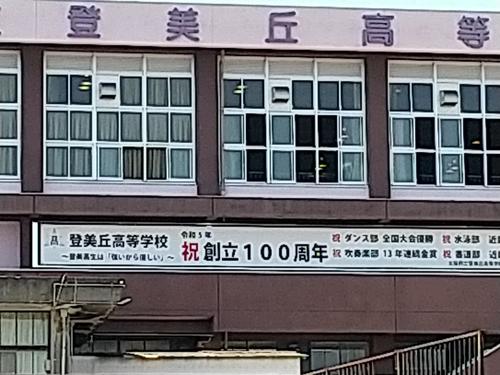 登美丘高等
登美丘高等学校
～登美高生は「強いから優しい」～
令和5年
祝 創立100周年
祝 ダンス部 全国大会優勝 祝 水泳部 近
祝 吹奏楽部 13年連続金賞 祝 書道部 近